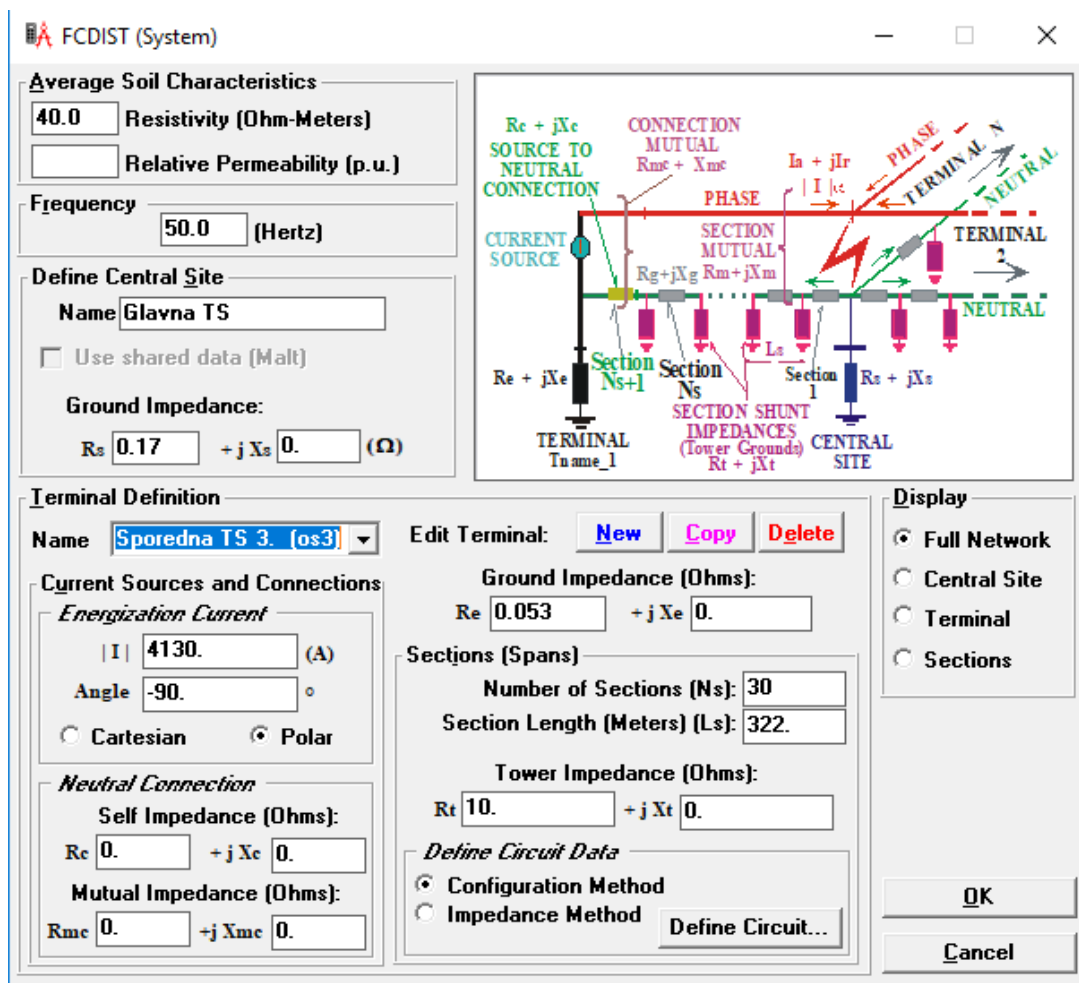 FCDIST (System)
Average Soil Characteristics
40.0 Resistivity (Ohm-Meters)
Relative Permeability (p.u.)
Frequency
50.0 (Hertz)
Define Central Site
Name Glavna TS
Use shared data (Malt)
Ground Impedance:
Rs 0.17 + j Xs 0. (Ω)
Rc + jXc
SOURCE TO
NEUTRAL
CONNECTION
CONNECTION
MUTUAL
Rmc + Xmc
In + jIr
PHASE
TERMINAL N
NEUTRAL
PHASE
CURRENT
SOURCE
SECTION
MUTUAL
Rg+jXg Rm+jXm
TERMINAL
2
NEUTRAL
Ls
Re + jXe
Section
Ns+1
Section
Ns
Section
1
Rs + jXs
SECTION SHUNT
IMPEDANCES
(Tower Grounds)
Rt + jXt
TERMINAL
Tname_1
CENTRAL
SITE
Terminal Definition
Name Sporedna TS 3. (os3)
Edit Terminal: New Copy Delete
Current Sources and Connections
Energization Current
| I | 4130. (A)
Angle -90. °
Cartesian Polar
Neutral Connection
Self Impedance (Ohms):
Rc 0. + j Xc 0.
Mutual Impedance (Ohms):
Rmc 0. +j Xmc 0.
Ground Impedance (Ohms):
Re 0.053 + j Xe 0.
Sections (Spans)
Number of Sections (Ns): 30
Section Length (Meters) (Ls): 322.
Tower Impedance (Ohms):
Rt 10. + j Xt 0.
Define Circuit Data
Configuration Method
Impedance Method
Define Circuit...
Display
Full Network
Central Site
Terminal
Sections
OK
Cancel